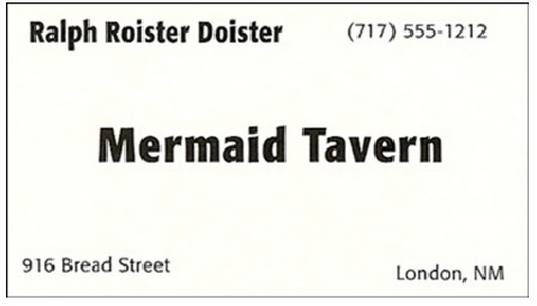 Ralph Roister Doister
(717) 555-1212
Mermaid Tavern
916 Bread Street
London, NM